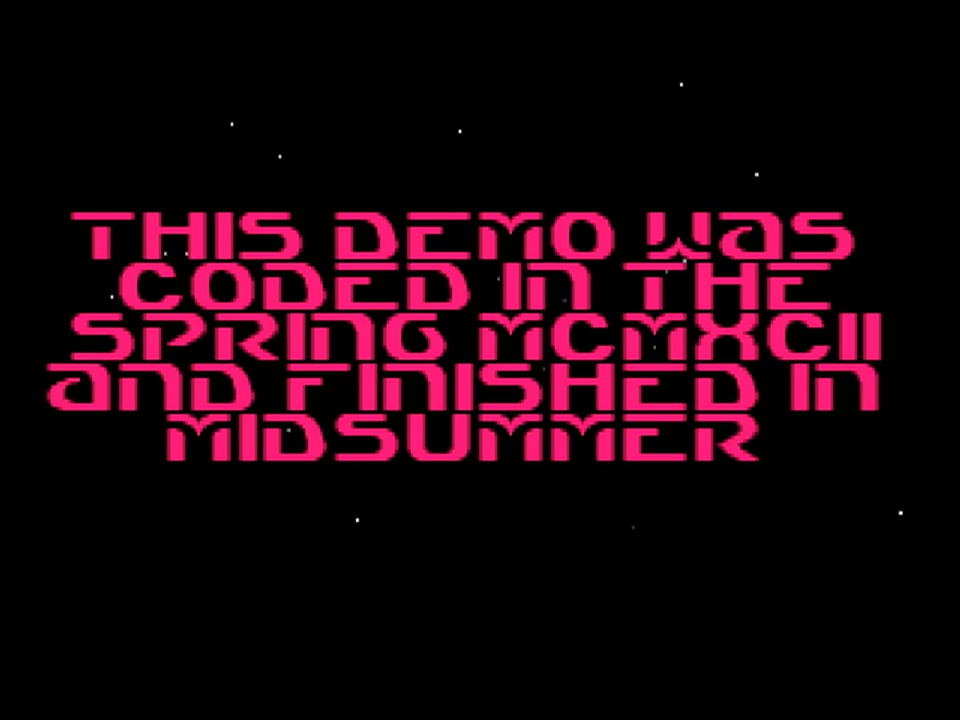 THIS DEMO WAS
CODED IN THE
SPRING MCMXCII
AND FINISHED IN
MIDSUMMER